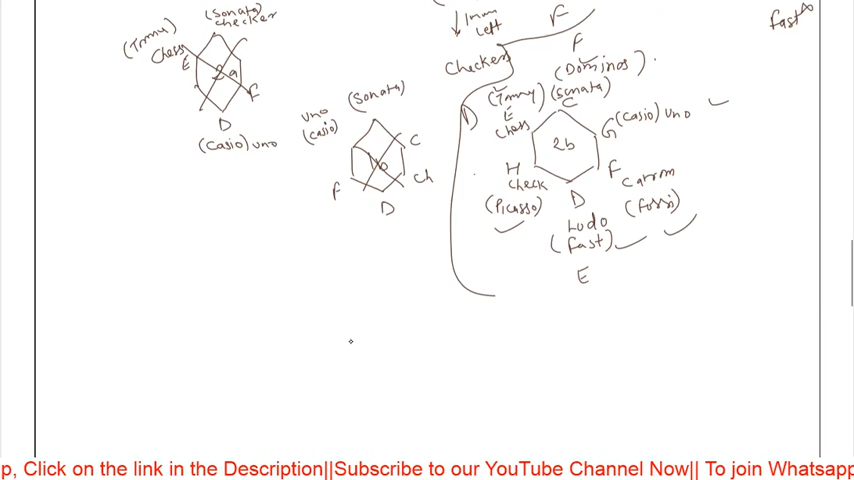 (Sonata)
checker
(Timmy)
Chess
E
2a
F
D
(Casio) uno
uno
(casio)
(Sonata)
C
Ch
D
F
Imm
left
Checkers
F
F
(Dominos)
(Timmy) (Sonata)
E
C
Chess
G (Casio) uno
2b
H
check
(Picasso)
F
Carrom
(Fossil)
D
Ludo
(fast)
E
D
fast
p, Click on the link in the Description||Subscribe to our YouTube Channel Now|| To join Whatsapp